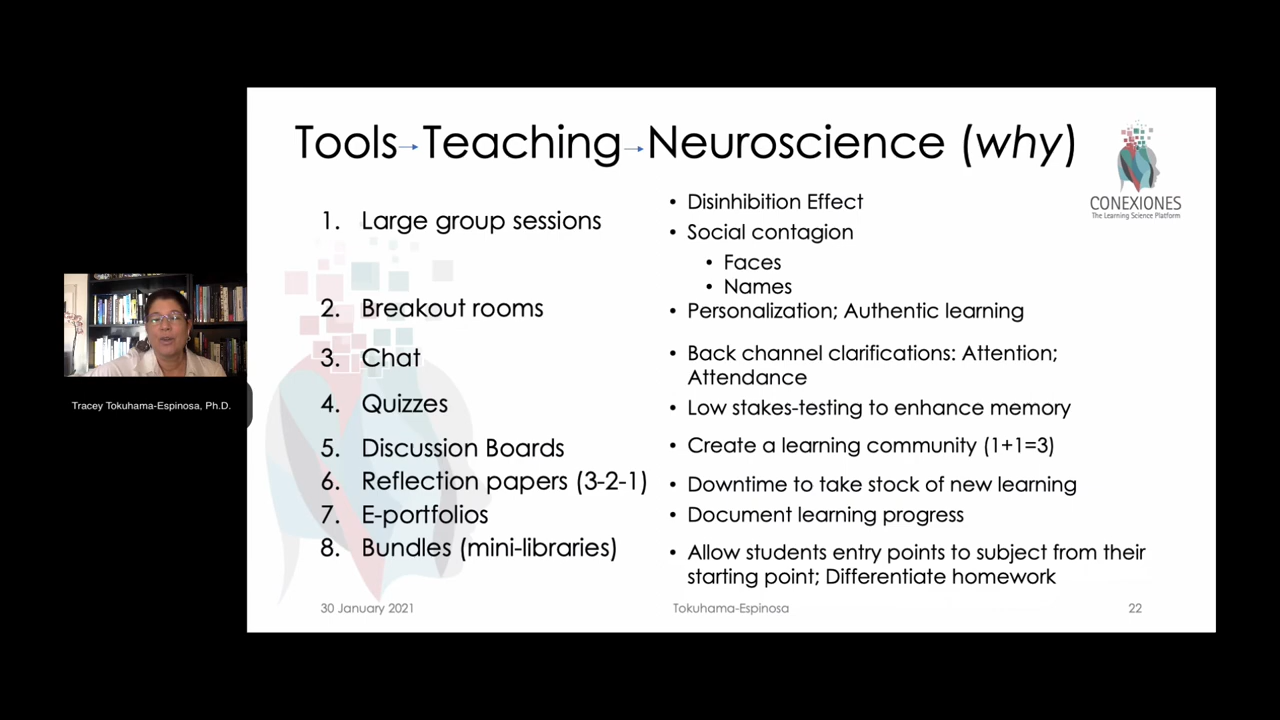 Tools→Teaching→Neuroscience (why)
CONEXIONES
The Learning Science Platform
1. Large group sessions
2. Breakout rooms
3. Chat
4. Quizzes
5. Discussion Boards
6. Reflection papers (3-2-1)
7. E-portfolios
8. Bundles (mini-libraries)
• Disinhibition Effect
• Social contagion
• Faces
• Names
• Personalization; Authentic learning
• Back channel clarifications: Attention;
Attendance
• Low stakes-testing to enhance memory
• Create a learning community (1+1=3)
• Downtime to take stock of new learning
• Document learning progress
• Allow students entry points to subject from their
starting point; Differentiate homework
30 January 2021
Tokuhama-Espinosa
22
Tracey Tokuhama-Espinosa, Ph.D.